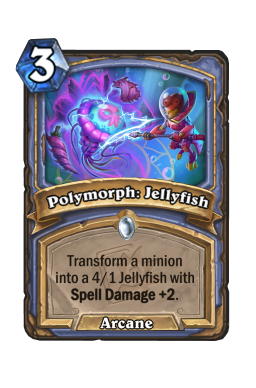 3
Polymorph: Jellyfish
Transform a minion
into a 4/1 Jellyfish with
Spell Damage +2.
Arcane